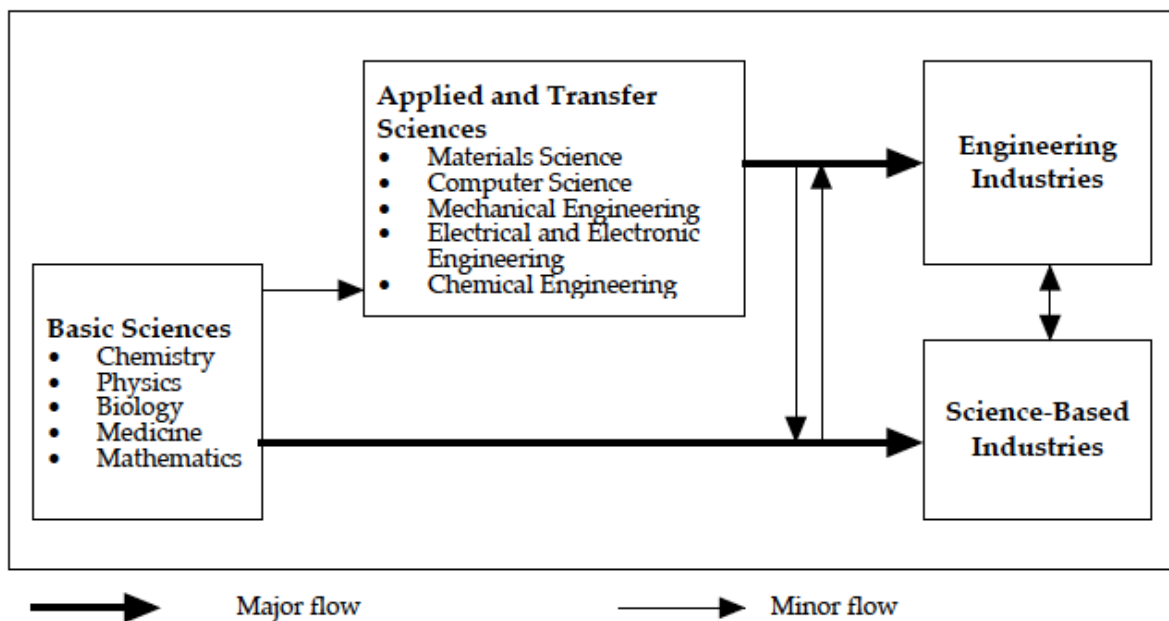 Applied and Transfer
Sciences
• Materials Science
• Computer Science
• Mechanical Engineering
• Electrical and Electronic
Engineering
• Chemical Engineering
Engineering
Industries
Basic Sciences
• Chemistry
• Physics
• Biology
• Medicine
• Mathematics
Science-Based
Industries
Major flow
Minor flow